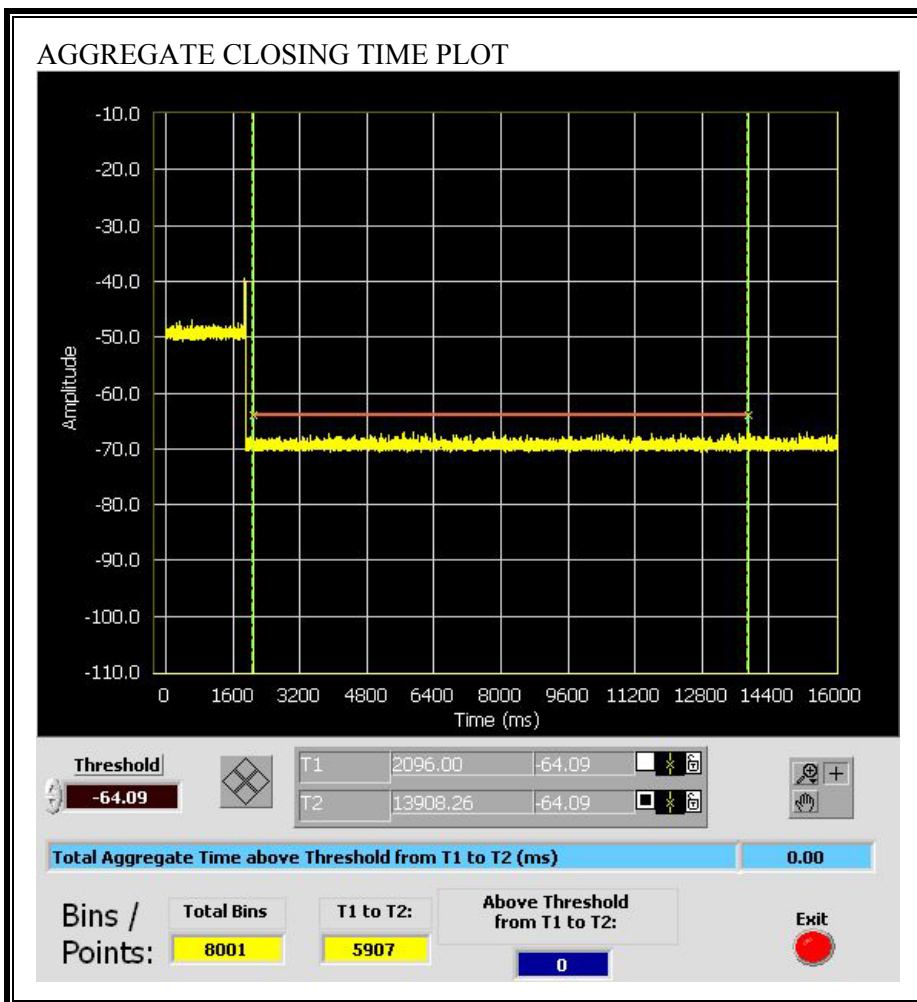 AGGREGATE CLOSING TIME PLOT
-10.0
-20.0
-30.0
-40.0
-50.0
-60.0
-70.0
-80.0
-90.0
-100.0
-110.0
Amplitude
0 1600 3200 4800 6400 8000 9600 11200 12800 14400 16000
Time (ms)
Threshold
-64.09
T1 2096.00 -64.09
T2 13908.26 -64.09
Total Aggregate Time above Threshold from T1 to T2 (ms) 0.00
Bins /
Points:
Total Bins
8001
T1 to T2:
5907
Above Threshold
from T1 to T2:
0
Exit